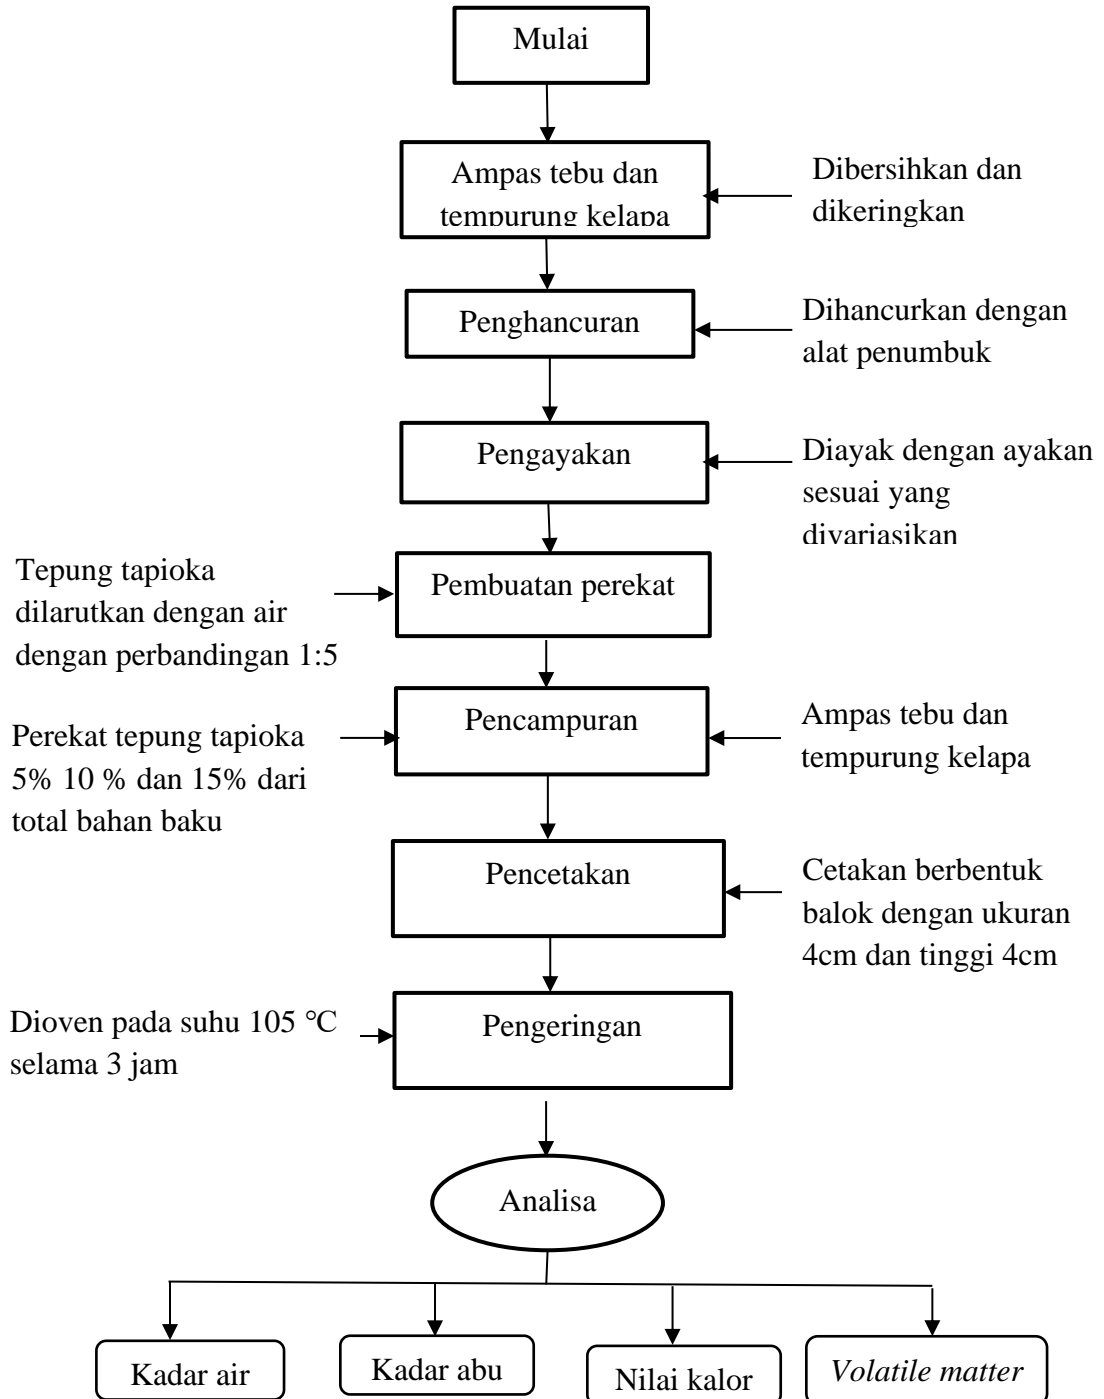 Mulai
Ampas tebu dan
tempurung kelapa
Dibersihkan dan
dikeringkan
Penghancuran
Dihancurkan dengan
alat penumbuk
Pengayakan
Diayak dengan ayakan
sesuai yang
divariasikan
Tepung tapioka
dilarutkan dengan air
dengan perbandingan 1:5
Pembuatan perekat
Perekat tepung tapioka
5% 10 % dan 15% dari
total bahan baku
Pencampuran
Ampas tebu dan
tempurung kelapa
Pencetakan
Cetakan berbentuk
balok dengan ukuran
4cm dan tinggi 4cm
Dioven pada suhu 105 °C
selama 3 jam
Pengeringan
Analisa
Kadar air
Kadar abu
Nilai kalor
Volatile matter